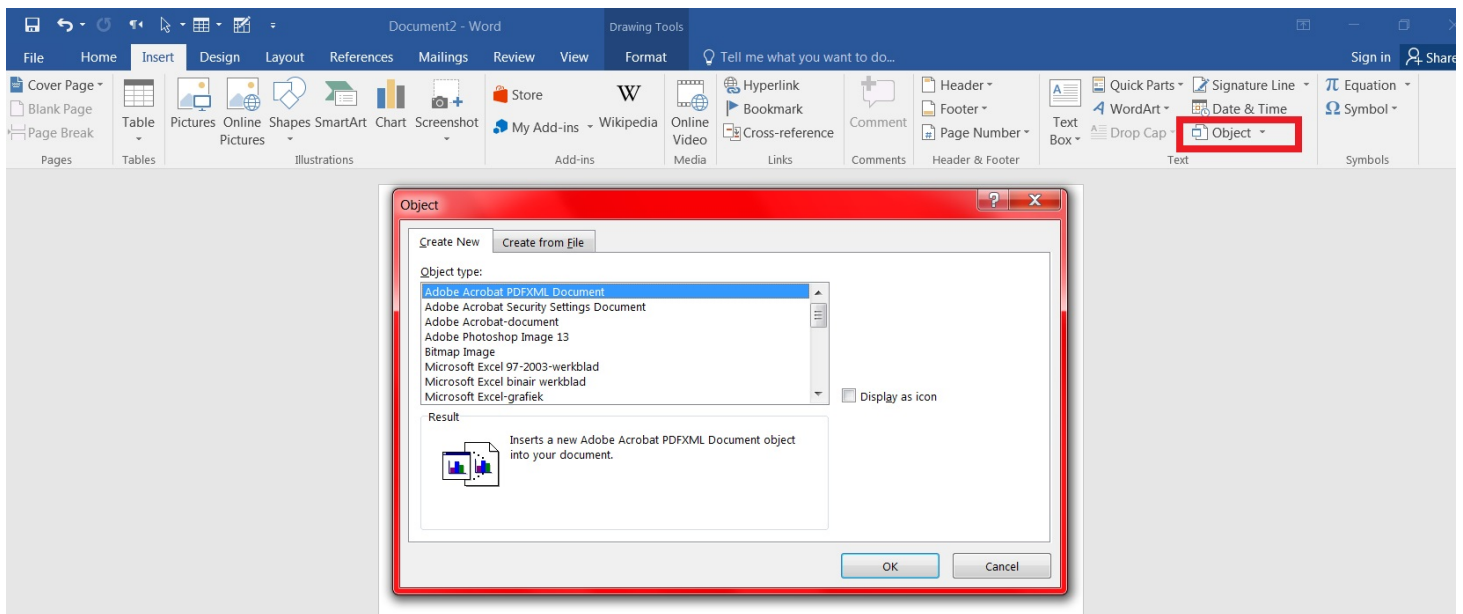 Document2 - Word
Drawing Tools
File Home Insert Design Layout References Mailings Review View Format Tell me what you want to do... Sign in Share
Cover Page
Blank Page
Page Break
Pages
Table
Tables
Pictures
Online Pictures
Shapes
SmartArt
Chart
Screenshot
Illustrations
Store
My Add-ins
W
Wikipedia
Add-ins
Online Video
Media
Hyperlink
Bookmark
Cross-reference
Links
Comment
Comments
Header
Footer
# Page Number
Header & Footer
A
Text Box
Quick Parts
A WordArt
A Drop Cap
Signature Line
Date & Time
Object
Text
π Equation
Ω Symbol
Symbols
Object
? X
Create New Create from File
Object type:
Adobe Acrobat PDFXML Document
Adobe Acrobat Security Settings Document
Adobe Acrobat-document
Adobe Photoshop Image 13
Bitmap Image
Microsoft Excel 97-2003-werkblad
Microsoft Excel binair werkblad
Microsoft Excel-grafiek
Display as icon
Result
Inserts a new Adobe Acrobat PDFXML Document object
into your document.
OK Cancel